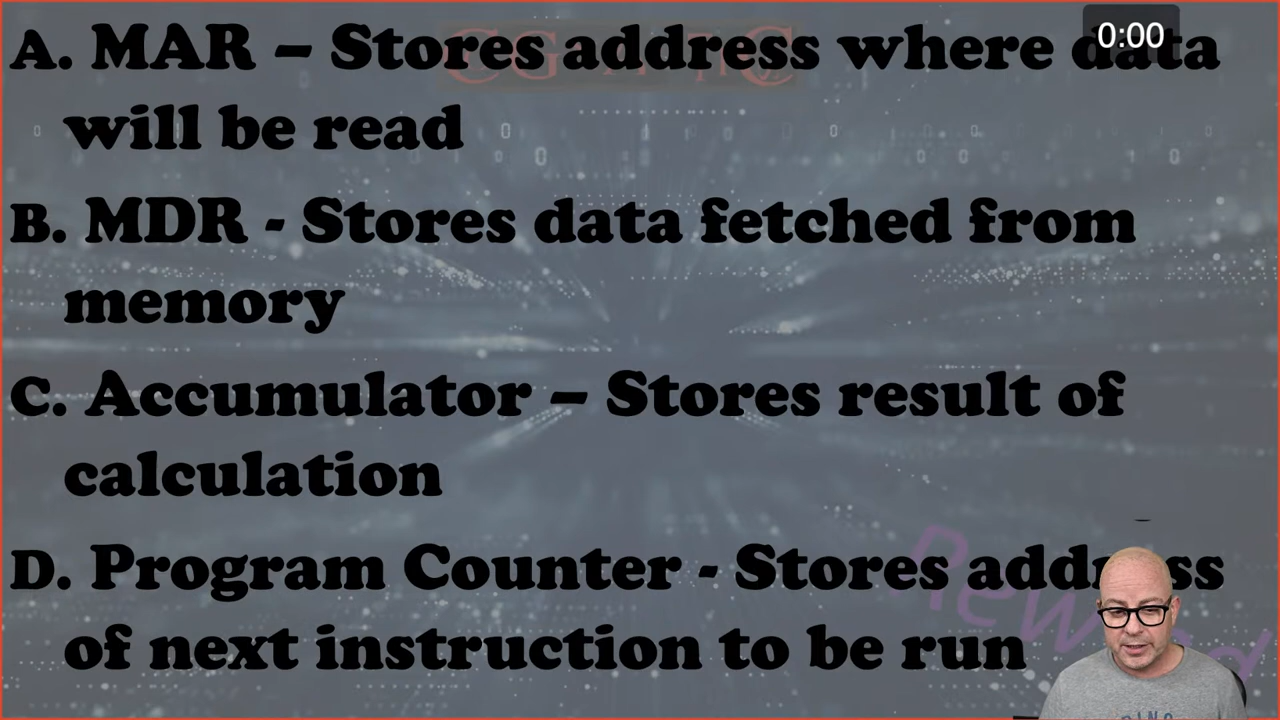 0:00
A. MAR – Stores address where data
will be read
B. MDR - Stores data fetched from
memory
C. Accumulator – Stores result of
calculation
D. Program Counter - Stores address
of next instruction to be run